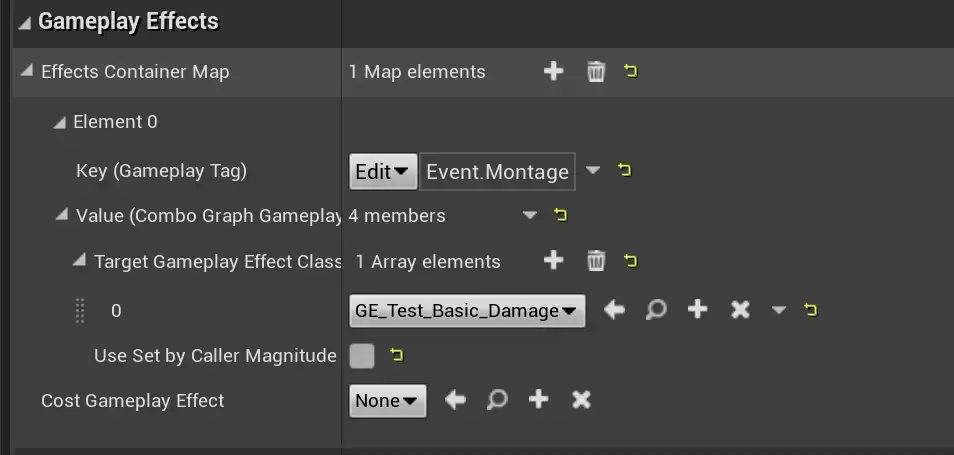 Gameplay Effects
Effects Container Map 1 Map elements
Element 0
Key (Gameplay Tag) Edit Event.Montage
Value (Combo Graph Gameplay 4 members
Target Gameplay Effect Class 1 Array elements
0 GE_Test_Basic_Damage
Use Set by Caller Magnitude
Cost Gameplay Effect None